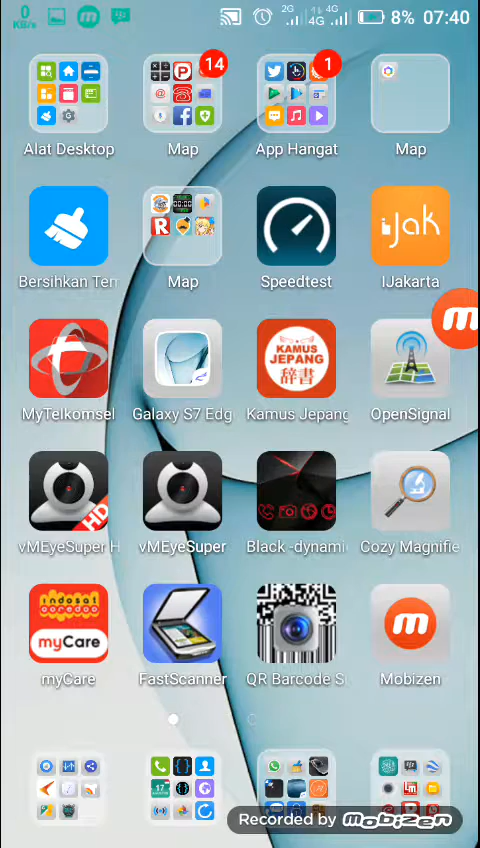 0
KB/s
2G
4G
4G
8% 07:40
14
1
Alat Desktop
Map
App Hangat
Map
Bersihkan Tem
Map
Speedtest
iJak
IJakarta
MyTelkomsel
Galaxy S7 Edg
KAMUS
JEPANG
辞書
Kamus Jepang
OpenSignal
HD
vMEyeSuper H
vMEyeSuper
Black -dynami
Cozy Magnifie
indosat
ooredoo
myCare
myCare
FastScanner
QR Barcode S
m
Mobizen
m
17
Recorded by Mobizen